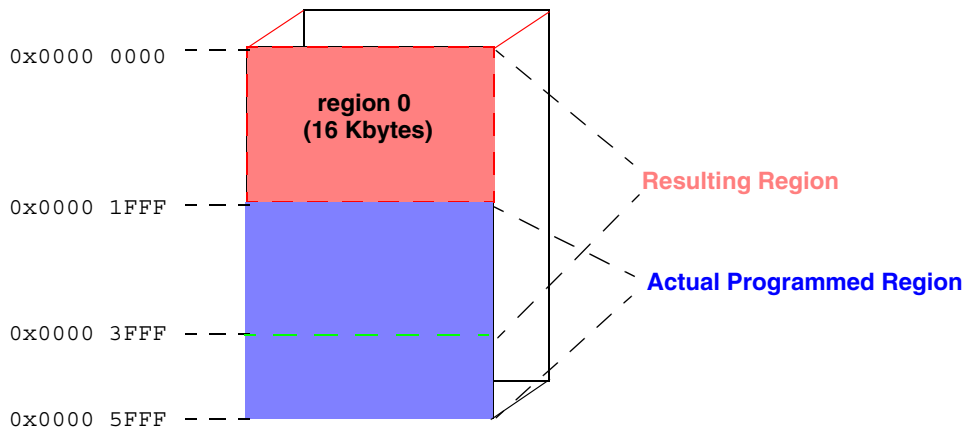 0x0000 0000
region 0
(16 Kbytes)
Resulting Region
0x0000 1FFF
Actual Programmed Region
0x0000 3FFF
0x0000 5FFF